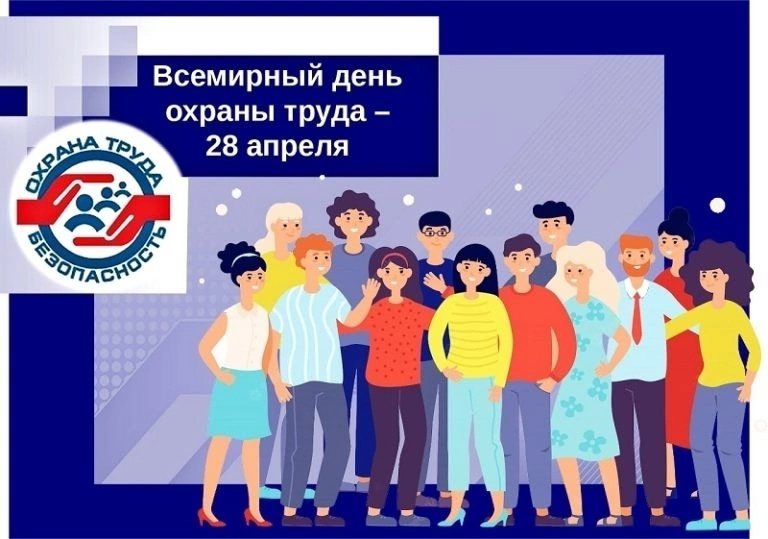 Всемирный день
охраны труда –
28 апреля
ОХРАНА ТРУДА
БЕЗОПАСНОСТЬ